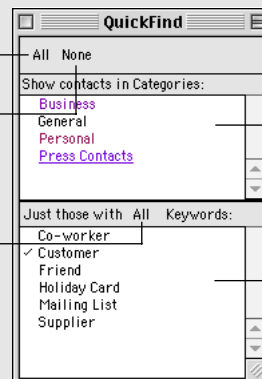 QuickFind
All None
Show contacts in Categories:
Business
General
Personal
Press Contacts
Just those with All Keywords:
Co-worker
✓ Customer
Friend
Holiday Card
Mailing List
Supplier